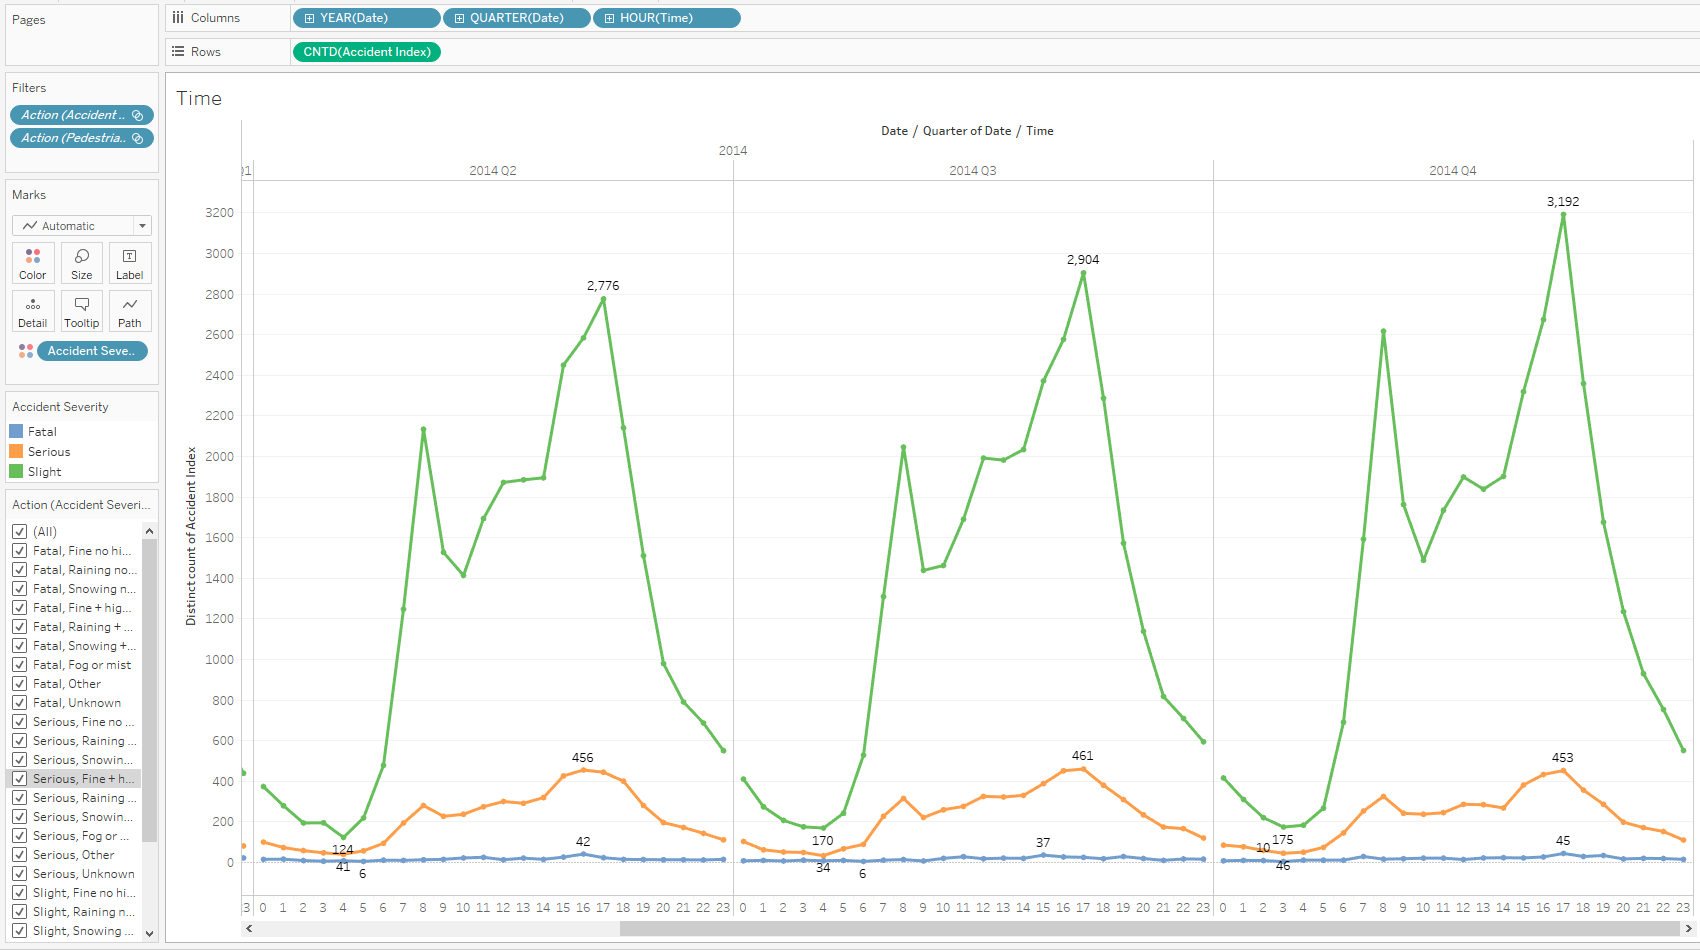 Pages
Columns
YEAR(Date)
QUARTER(Date)
HOUR(Time)
Rows
CNTD(Accident Index)
Filters
Action (Accident ..
Action (Pedestria..
Marks
Automatic
Color
Size
Label
Detail
Tooltip
Path
Accident Seve..
Accident Severity
Fatal
Serious
Slight
Action (Accident Severi...
(All)
Fatal, Fine no hi...
Fatal, Raining no...
Fatal, Snowing n...
Fatal, Fine + hig...
Fatal, Raining + ...
Fatal, Snowing +...
Fatal, Fog or mist
Fatal, Other
Fatal, Unknown
Serious, Fine no ...
Serious, Raining ...
Serious, Snowin...
Serious, Fine + h...
Serious, Raining ...
Serious, Snowin...
Serious, Fog or ...
Serious, Other
Serious, Unknown
Slight, Fine no hi...
Slight, Raining n...
Slight, Snowing ...
Time
Date / Quarter of Date / Time
2014
2014 Q2
2014 Q3
2014 Q4
Distinct count of Accident Index
3200
3000
2800
2600
2400
2200
2000
1800
1600
1400
1200
1000
800
600
400
200
0
2,776
456
42
124
41
6
2,904
461
37
170
34
6
3,192
453
45
10
175
46
3 0 1 2 3 4 5 6 7 8 9 10 11 12 13 14 15 16 17 18 19 20 21 22 23 0 1 2 3 4 5 6 7 8 9 10 11 12 13 14 15 16 17 18 19 20 21 22 23 0 1 2 3 4 5 6 7 8 9 10 11 12 13 14 15 16 17 18 19 20 21 22 23